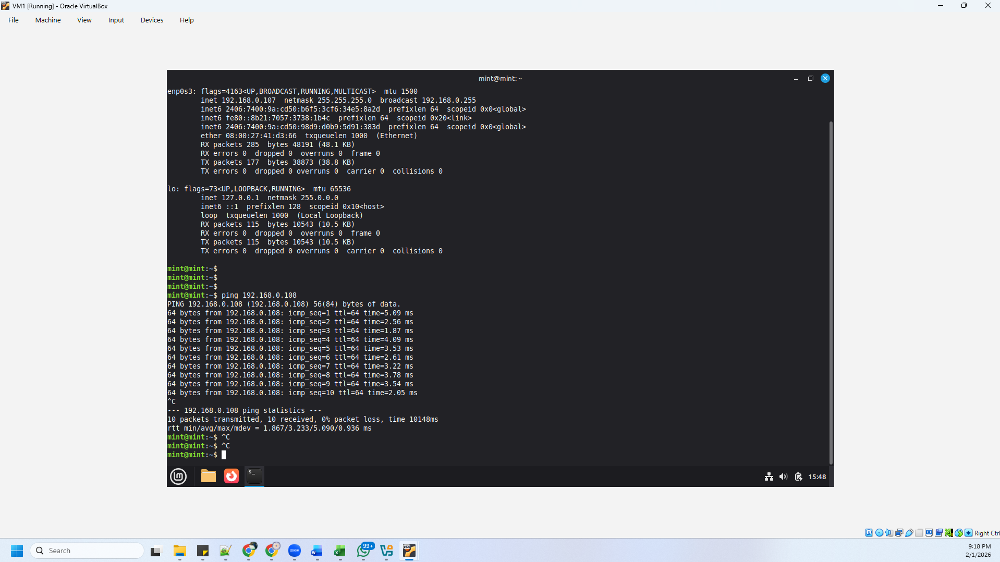 VM1 [Running] - Oracle VirtualBox
File Machine View Input Devices Help
mint@mint: ~
enp0s3: flags=4163<UP,BROADCAST,RUNNING,MULTICAST>  mtu 1500
        inet 192.168.0.107  netmask 255.255.255.0  broadcast 192.168.0.255
        inet6 2406:7400:9a:cd50:b6f5:3cf6:34e5:8a2d  prefixlen 64  scopeid 0x0<global>
        inet6 fe80::8b21:7057:3738:1b4c  prefixlen 64  scopeid 0x20<link>
        inet6 2406:7400:9a:cd50:98d9:d0b9:5d91:383d  prefixlen 64  scopeid 0x0<global>
        ether 08:00:27:41:d3:66  txqueuelen 1000  (Ethernet)
        RX packets 285  bytes 48191 (48.1 KB)
        RX errors 0  dropped 0  overruns 0  frame 0
        TX packets 177  bytes 38873 (38.8 KB)
        TX errors 0  dropped 0 overruns 0  carrier 0  collisions 0
lo: flags=73<UP,LOOPBACK,RUNNING>  mtu 65536
        inet 127.0.0.1  netmask 255.0.0.0
        inet6 ::1  prefixlen 128  scopeid 0x10<host>
        loop  txqueuelen 1000  (Local Loopback)
        RX packets 115  bytes 10543 (10.5 KB)
        RX errors 0  dropped 0  overruns 0  frame 0
        TX packets 115  bytes 10543 (10.5 KB)
        TX errors 0  dropped 0 overruns 0  carrier 0  collisions 0
mint@mint:~$
mint@mint:~$
mint@mint:~$
mint@mint:~$ ping 192.168.0.108
PING 192.168.0.108 (192.168.0.108) 56(84) bytes of data.
64 bytes from 192.168.0.108: icmp_seq=1 ttl=64 time=5.09 ms
64 bytes from 192.168.0.108: icmp_seq=2 ttl=64 time=2.56 ms
64 bytes from 192.168.0.108: icmp_seq=3 ttl=64 time=1.87 ms
64 bytes from 192.168.0.108: icmp_seq=4 ttl=64 time=4.09 ms
64 bytes from 192.168.0.108: icmp_seq=5 ttl=64 time=3.53 ms
64 bytes from 192.168.0.108: icmp_seq=6 ttl=64 time=2.61 ms
64 bytes from 192.168.0.108: icmp_seq=7 ttl=64 time=3.22 ms
64 bytes from 192.168.0.108: icmp_seq=8 ttl=64 time=3.78 ms
64 bytes from 192.168.0.108: icmp_seq=9 ttl=64 time=3.54 ms
64 bytes from 192.168.0.108: icmp_seq=10 ttl=64 time=2.05 ms
^C
--- 192.168.0.108 ping statistics ---
10 packets transmitted, 10 received, 0% packet loss, time 10148ms
rtt min/avg/max/mdev = 1.867/3.233/5.090/0.936 ms
mint@mint:~$ ^C
mint@mint:~$ ^C
mint@mint:~$
$_
15:48
Right Ctrl
Search
zoom
99+
x64
9:18 PM
2/1/2026